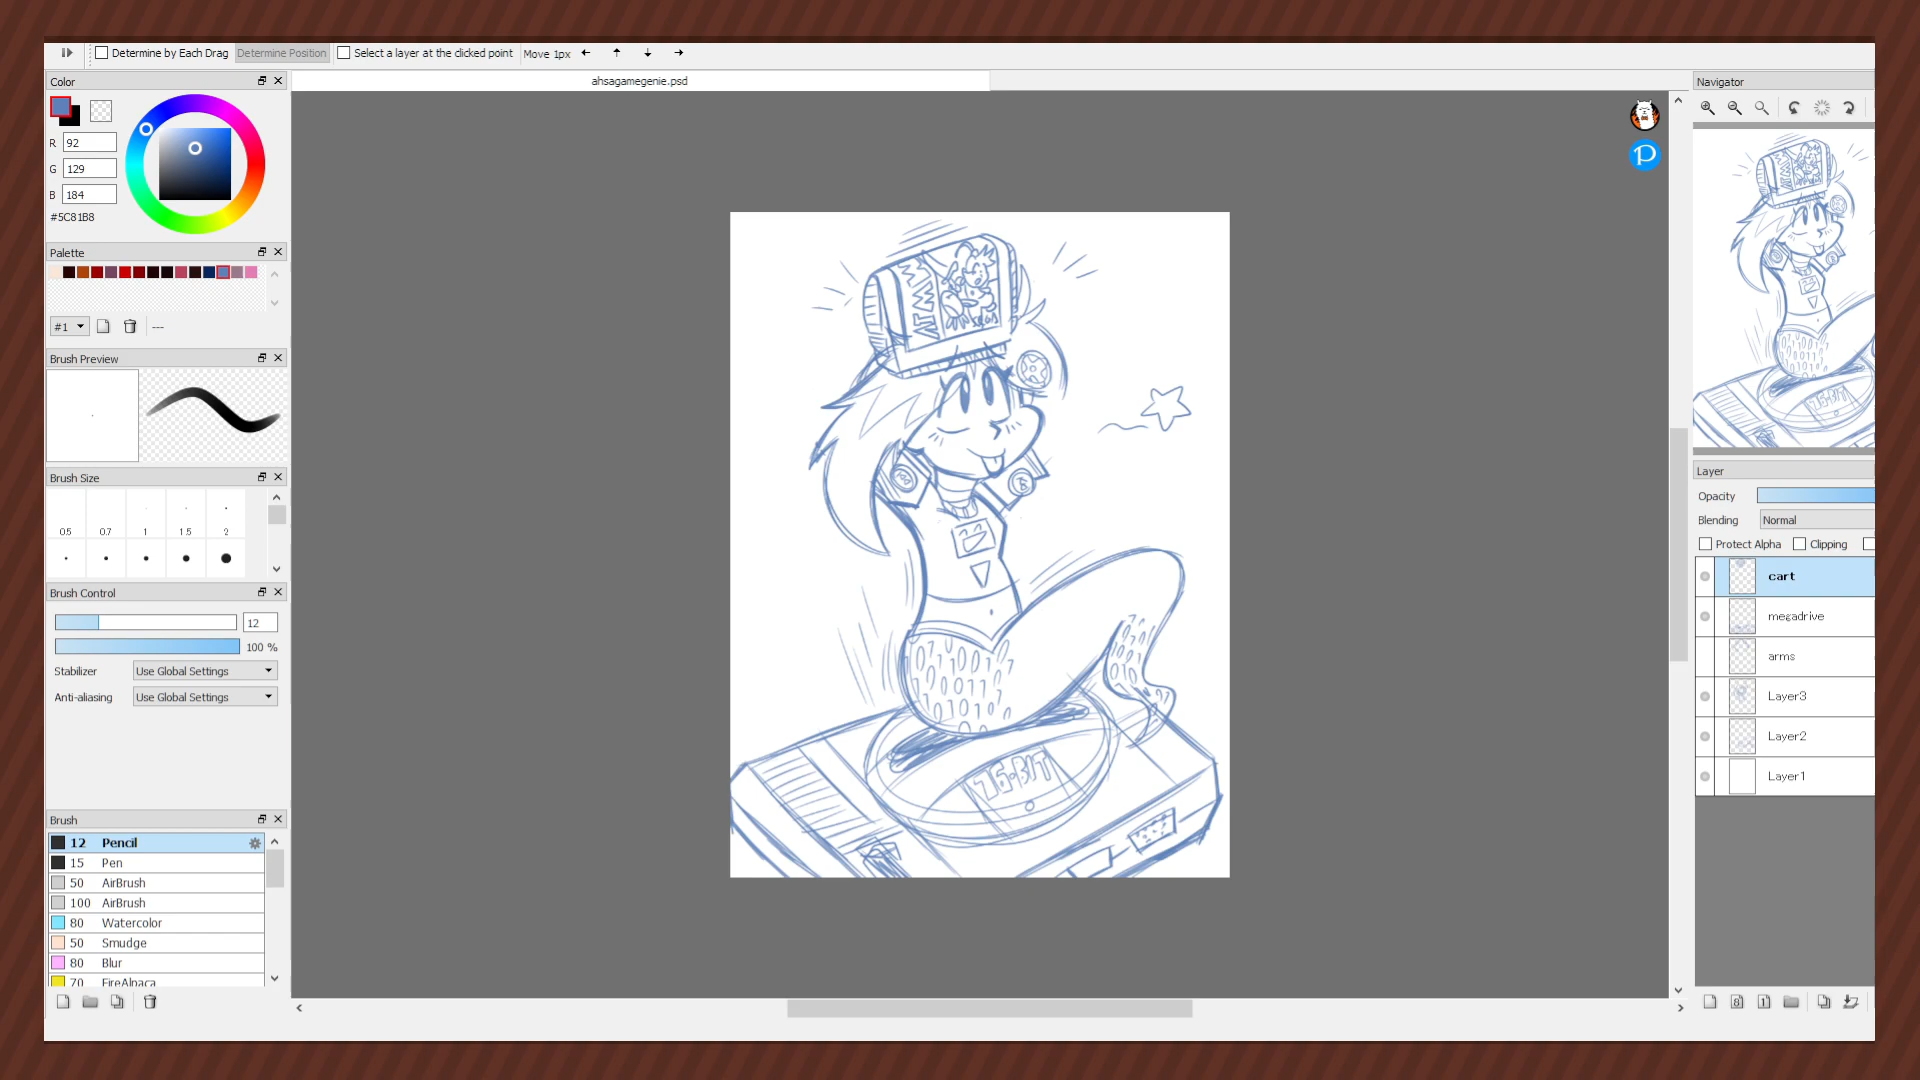 Determine by Each Drag Determine Position Select a layer at the clicked point Move 1px
ahsagamegenie.psd
Color
R 92
G 129
B 184
#5C81B8
Palette
#1
---
Brush Preview
Brush Size
0.5 0.7 1 1.5 2
Brush Control
12
100 %
Stabilizer Use Global Settings
Anti-aliasing Use Global Settings
Brush
12 Pencil
15 Pen
50 AirBrush
100 AirBrush
80 Watercolor
50 Smudge
80 Blur
70 FireAlpaca
16-BIT
Navigator
16-BIT
Layer
Opacity
Blending Normal
Protect Alpha Clipping
cart
megadrive
arms
Layer3
Layer2
Layer1